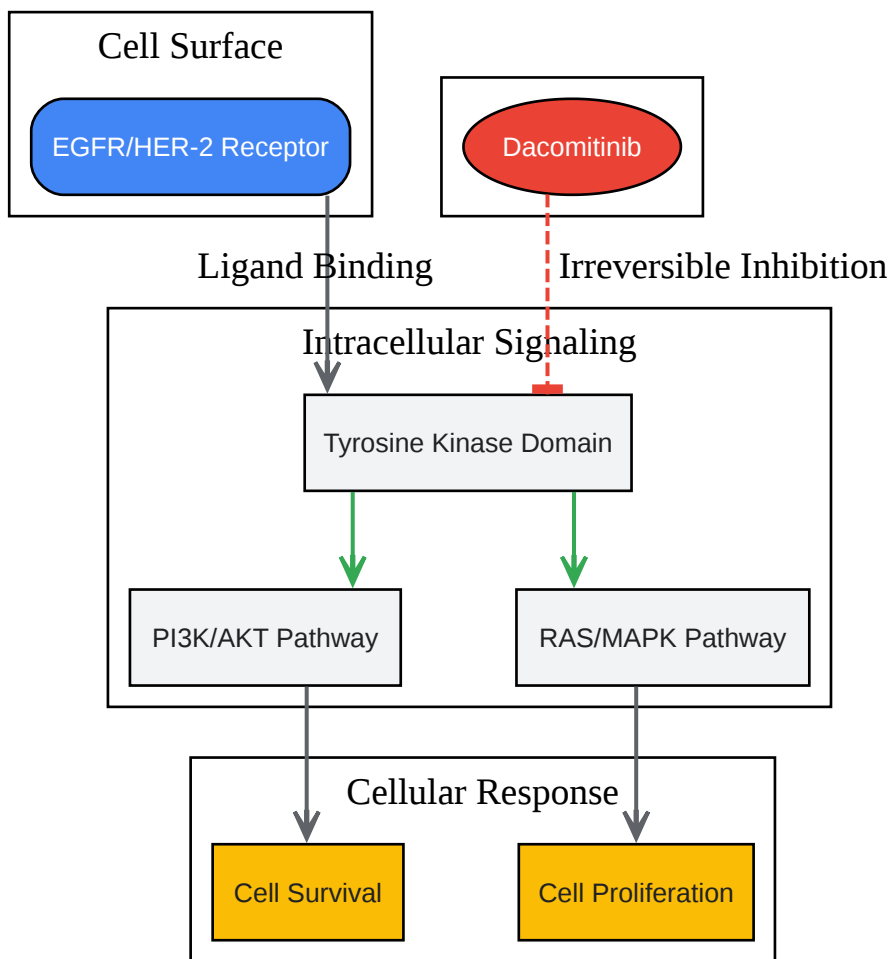 Cell Surface
EGFR/HER-2 Receptor
Dacomitinib
Ligand Binding
Irreversible Inhibition
Intracellular Signaling
Tyrosine Kinase Domain
PI3K/AKT Pathway
RAS/MAPK Pathway
Cellular Response
Cell Survival
Cell Proliferation